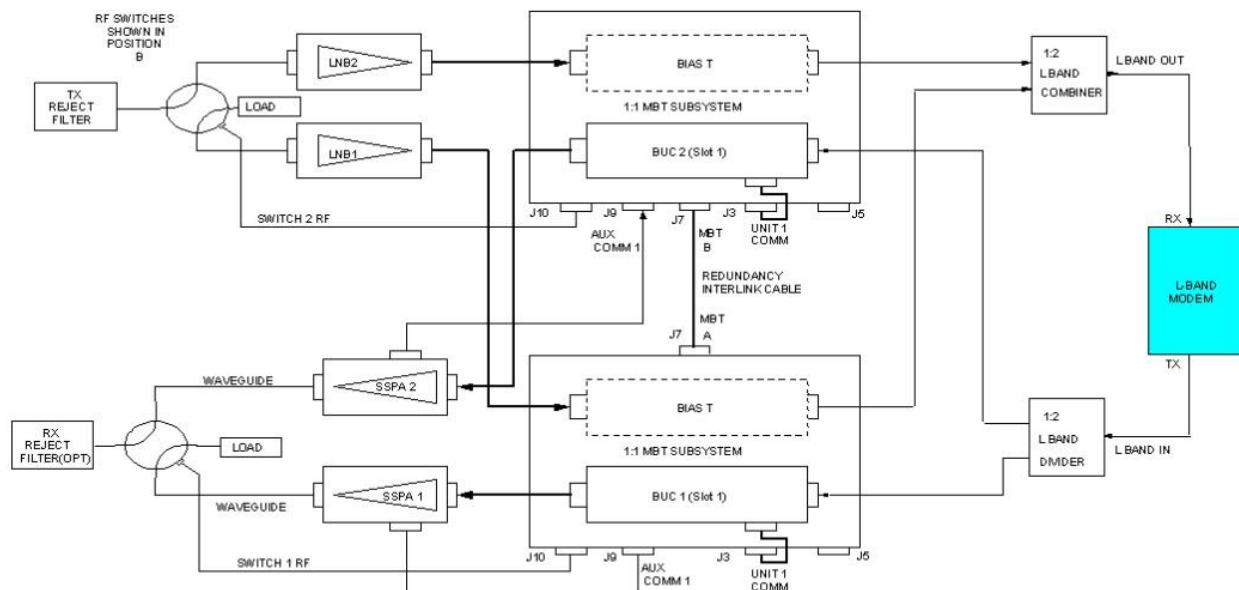 RF SWITCHES
SHOWN IN
POSITION
B
TX
REJECT
FILTER
LOAD
LNB2
LNB1
BIAS T
1:1 MBT SUBSYSTEM
BUC 2 (Slot 1)
1:2
L BAND
COMBINER
L BAND OUT
SWITCH 2 RF
J10
J9
J7
J3
J5
AUX
COMM 1
MBT
B
UNIT 1
COMM
REDUNDANCY
INTERLINK CABLE
RX
L-BAND
MODEM
TX
J7
MBT
A
WAVEGUIDE
SSPA 2
RX
REJECT
FILTER(OPT)
LOAD
BIAS T
1:1 MBT SUBSYSTEM
1:2
L BAND
DIVIDER
L BAND IN
WAVEGUIDE
SSPA 1
BUC 1 (Slot 1)
SWITCH 1 RF
J10
J9
J3
J5
AUX
COMM 1
UNIT 1
COMM